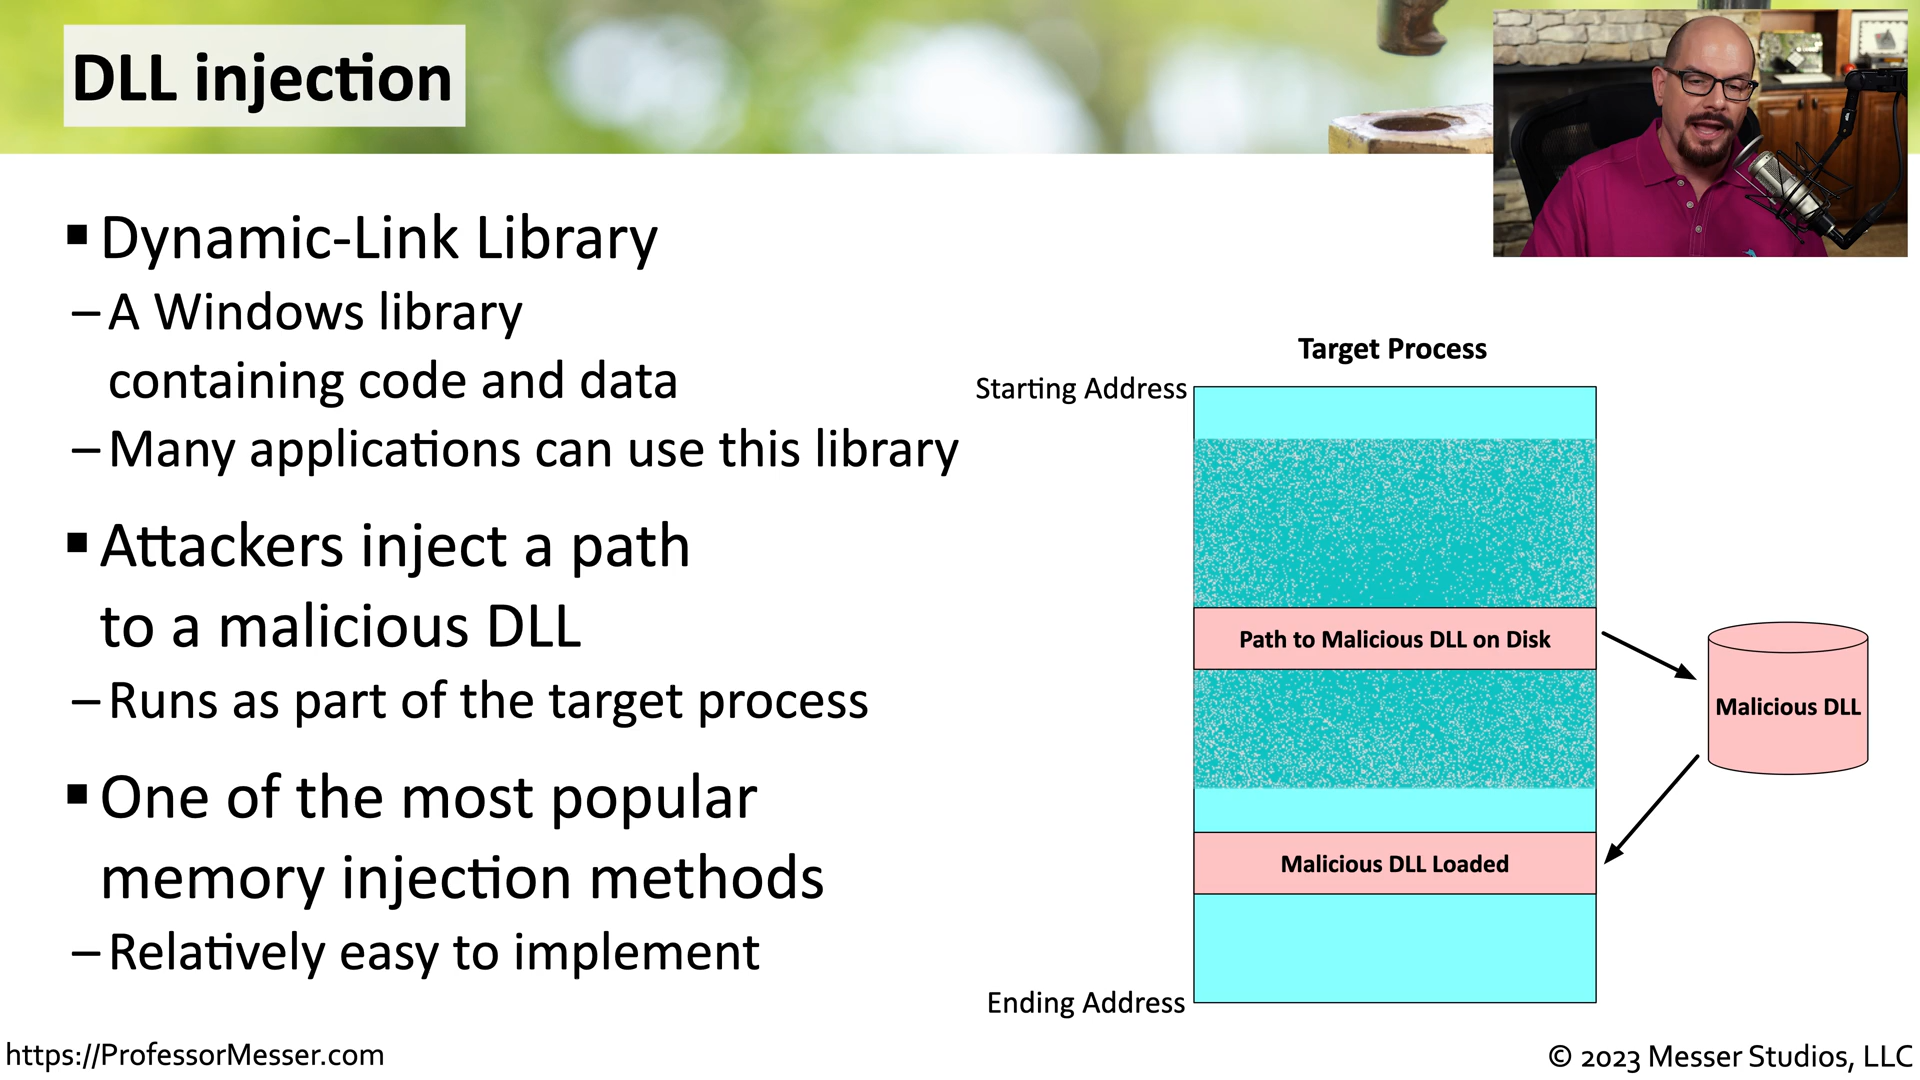 DLL injection
▪ Dynamic-Link Library
– A Windows library
containing code and data
– Many applications can use this library
▪ Attackers inject a path
to a malicious DLL
– Runs as part of the target process
▪ One of the most popular
memory injection methods
– Relatively easy to implement
Target Process
Starting Address
Path to Malicious DLL on Disk
Malicious DLL
Malicious DLL Loaded
Ending Address
https://ProfessorMesser.com
© 2023 Messer Studios, LLC